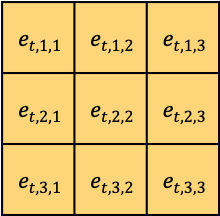 e_{t,1,1} e_{t,1,2} e_{t,1,3}
e_{t,2,1} e_{t,2,2} e_{t,2,3}
e_{t,3,1} e_{t,3,2} e_{t,3,3}